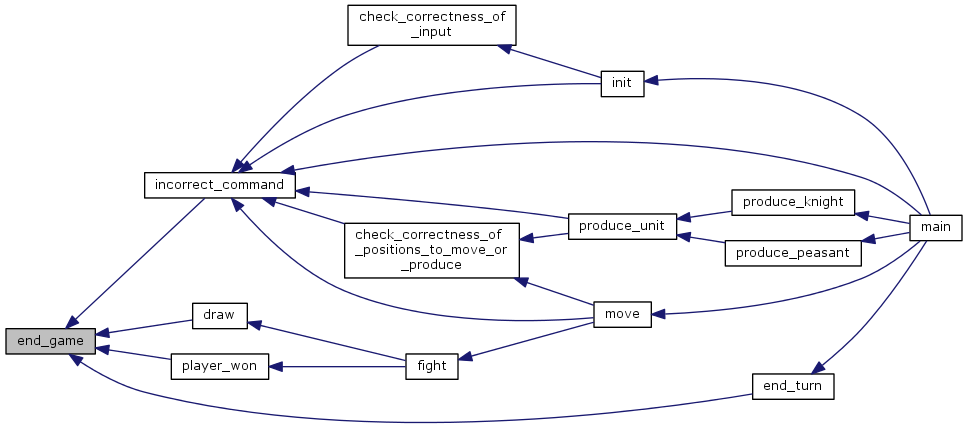 check_correctness_of
_input
init
incorrect_command
produce_knight
check_correctness_of
_positions_to_move_or
_produce
produce_unit
main
produce_peasant
draw
move
end_game
player_won
fight
end_turn